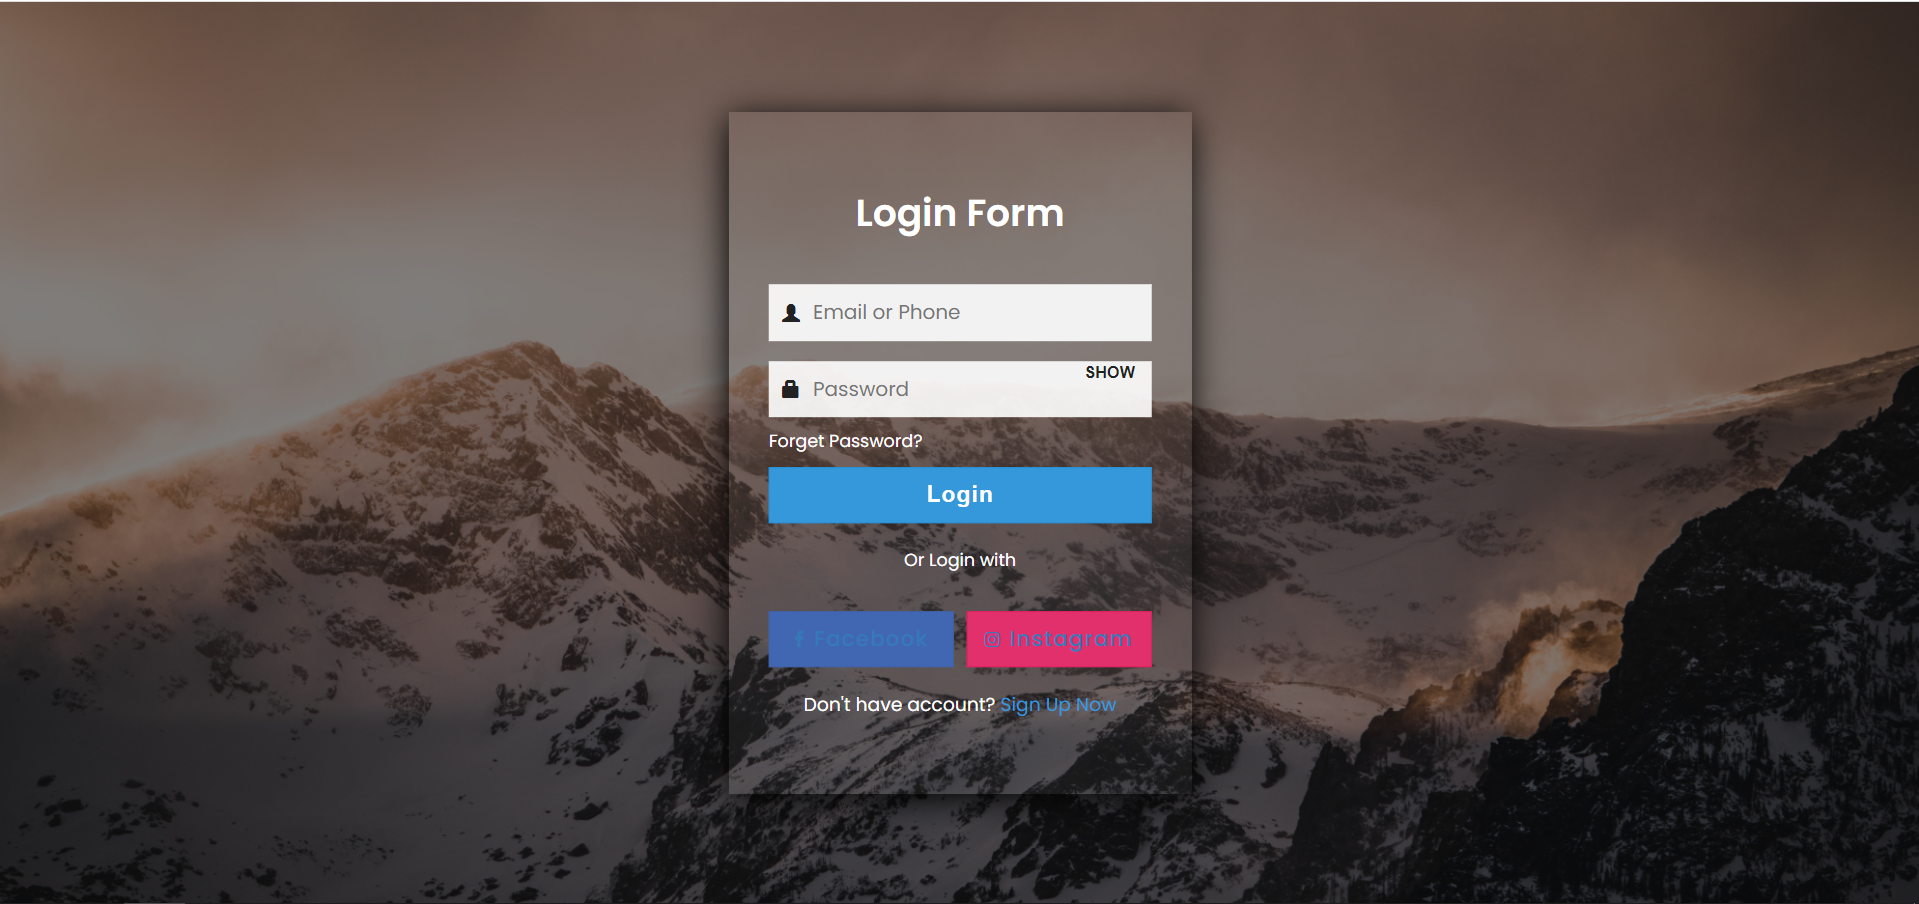 Login Form
Email or Phone
SHOW
Password
Forget Password?
Login
Or Login with
Facebook Instagram
Don't have account? Sign Up Now